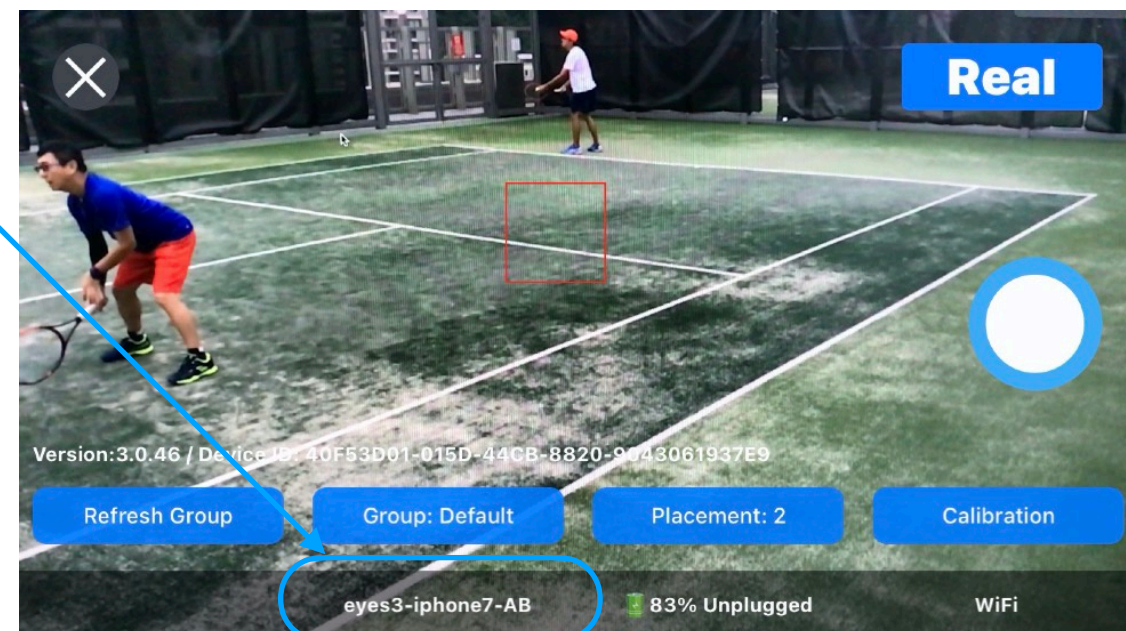 Real
Version:3.0.46 / Device ID: 40F53D01-015D-44CB-8820-9043061937E9
Refresh Group
Group: Default
Placement: 2
Calibration
eyes3-iphone7-AB
83% Unplugged
WiFi